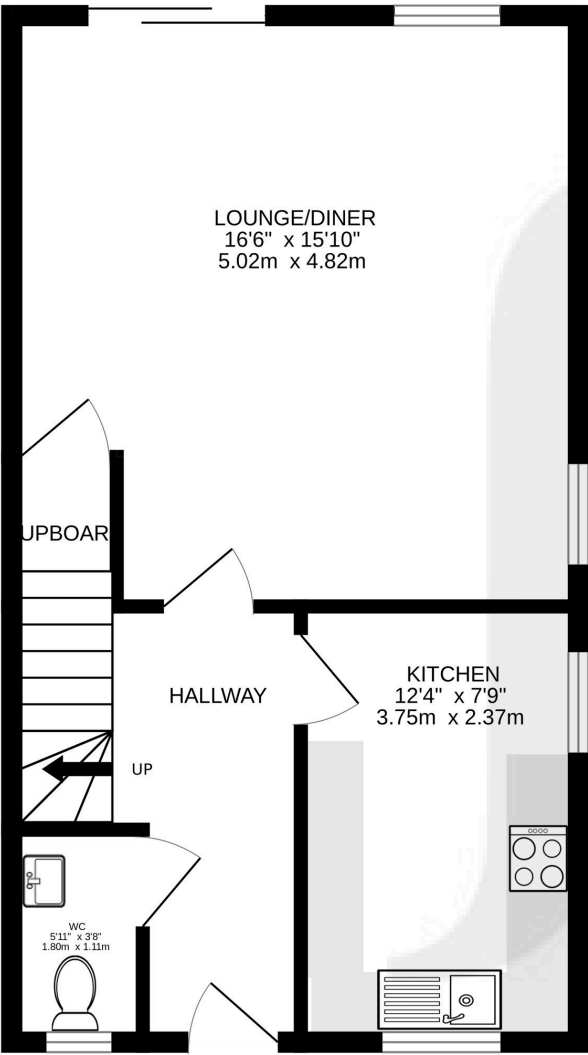 LOUNGE/DINER
16'6" x 15'10"
5.02m x 4.82m
UPBOAR
HALLWAY
KITCHEN
12'4" x 7'9"
3.75m x 2.37m
UP
WC
5'11" x 3'8"
1.80m x 1.11m